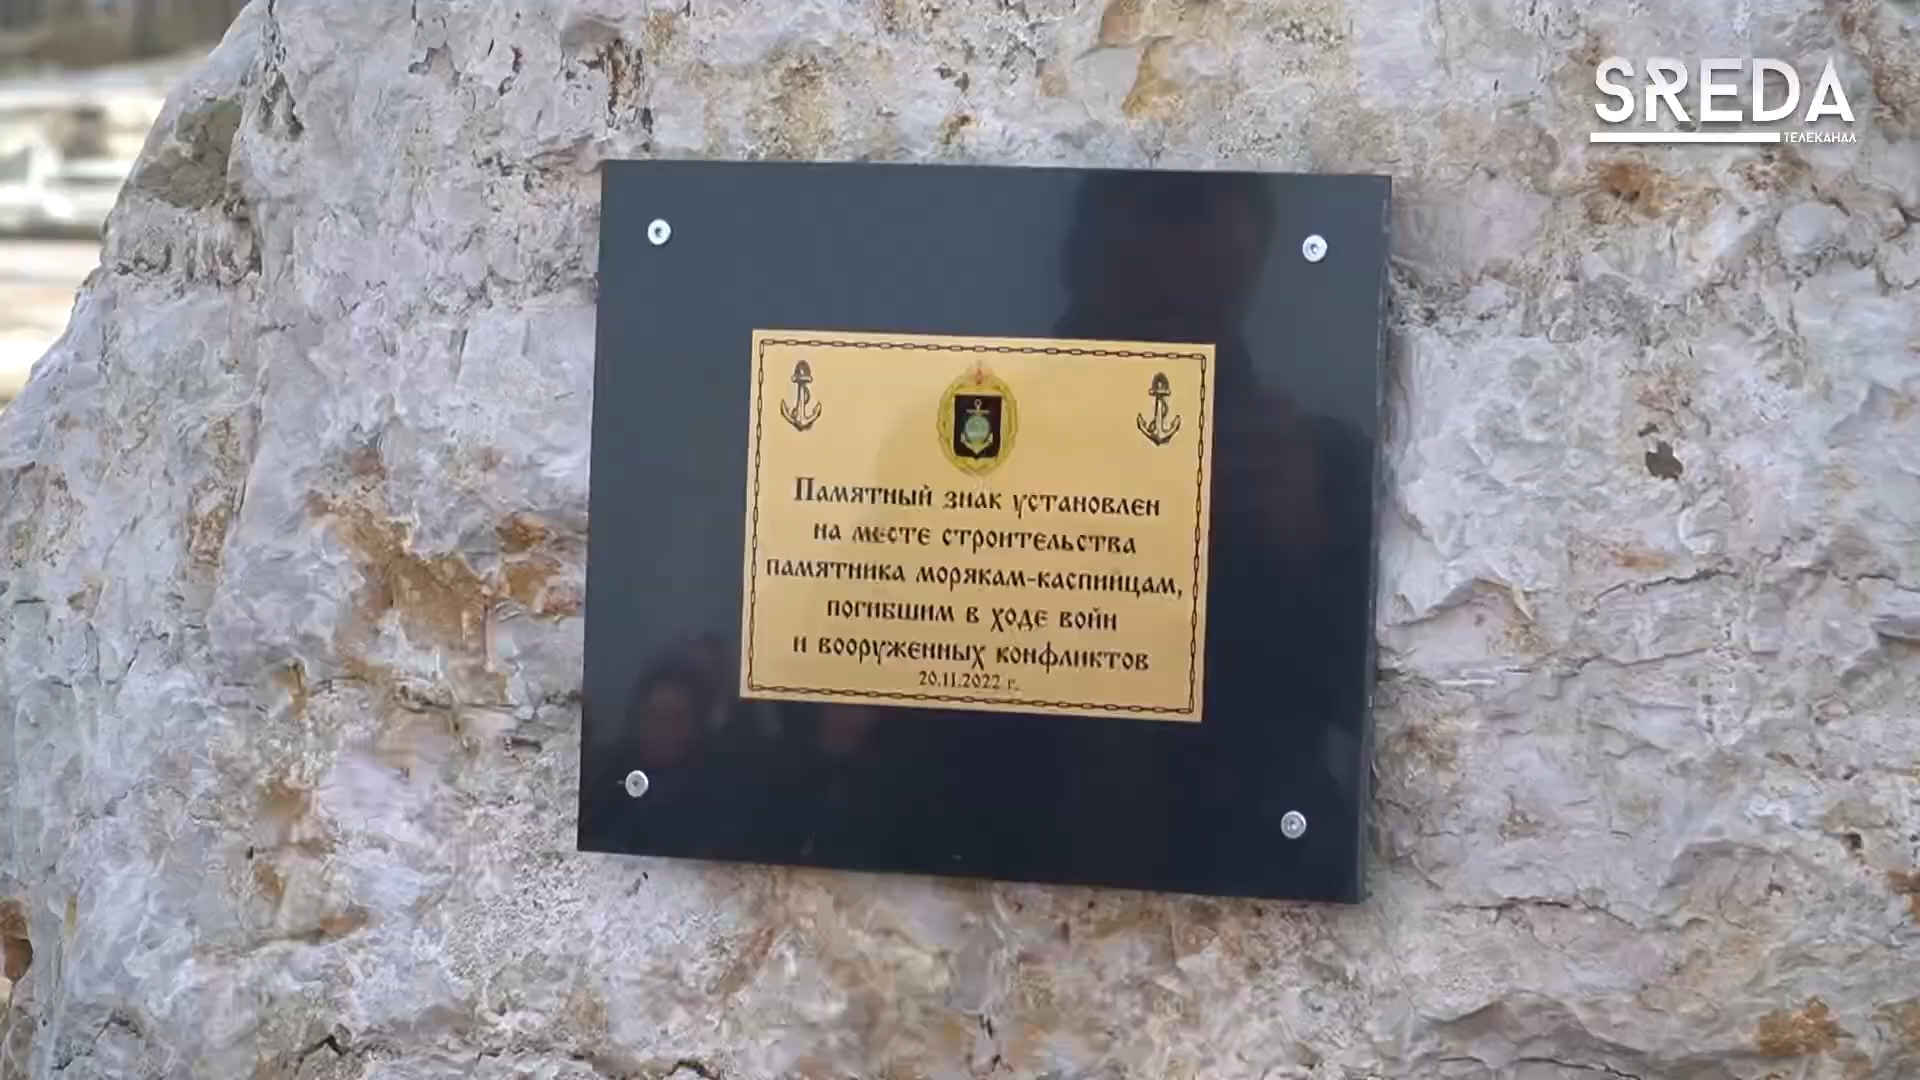 SREDA
ТЕЛЕКАНАЛ
Памятный знак установлен
на месте строительства
памятника морякам-каспийцам,
погибшим в ходе войн
и вооруженных конфликтов
20.11.2022 г.